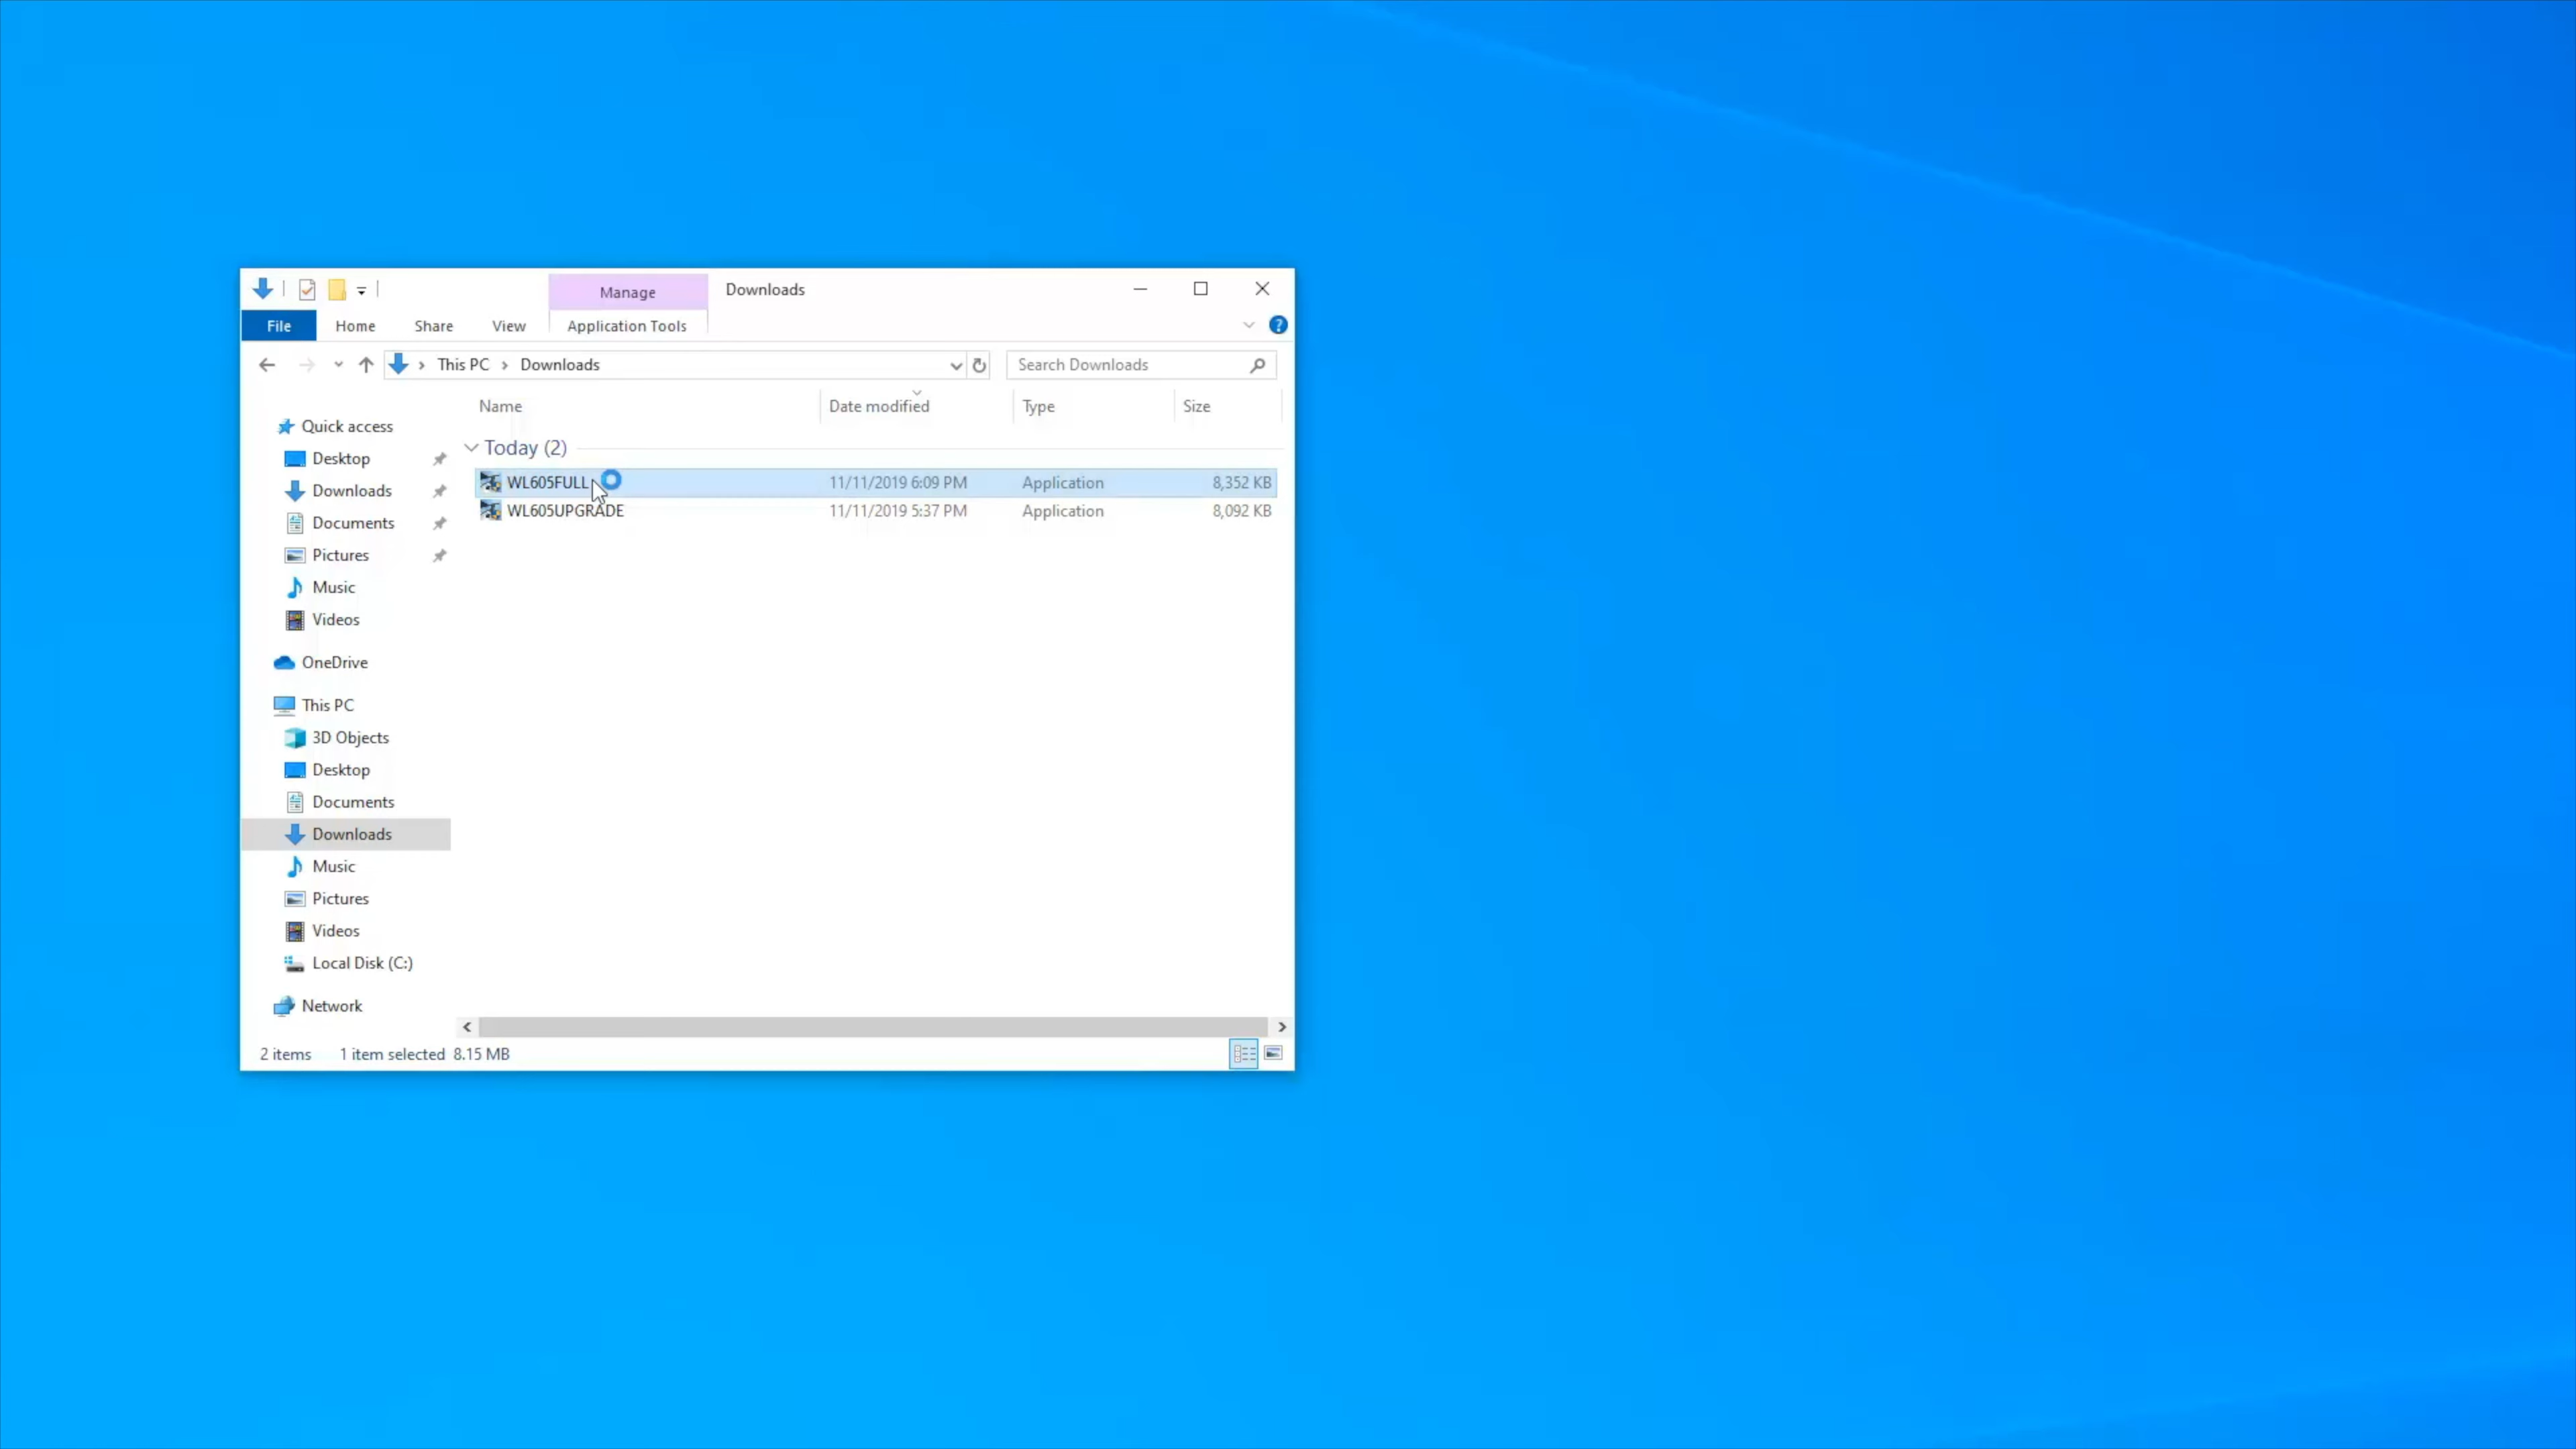 Manage
Downloads
File
Home
Share
View
Application Tools
?
This PC
Downloads
Search Downloads
Name
Date modified
Type
Size
Quick access
Desktop
Downloads
Documents
Pictures
Music
Videos
OneDrive
This PC
3D Objects
Desktop
Documents
Downloads
Music
Pictures
Videos
Local Disk (C:)
Network
Today (2)
WL605FULL 11/11/2019 6:09 PM Application 8,352 KB
WL605UPGRADE 11/11/2019 5:37 PM Application 8,092 KB
2 items 1 item selected 8.15 MB